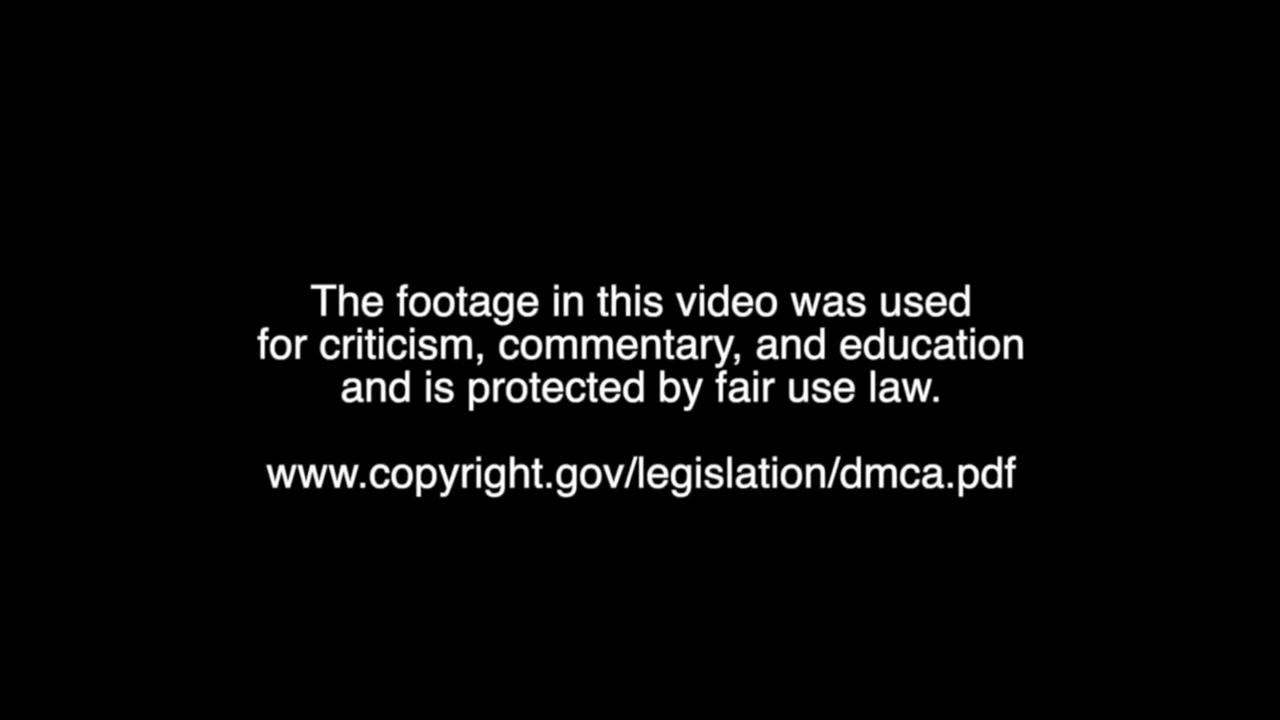 The footage in this video was used
for criticism, commentary, and education
and is protected by fair use law.
www.copyright.gov/legislation/dmca.pdf